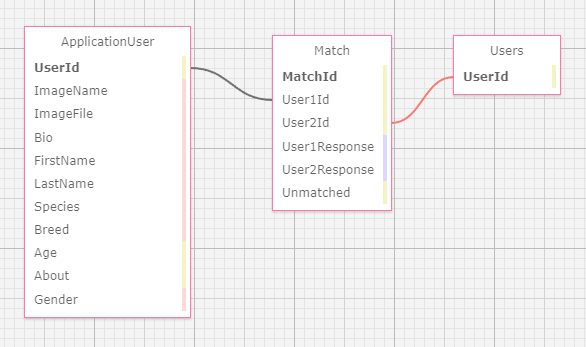 ApplicationUser
UserId
ImageName
ImageFile
Bio
FirstName
LastName
Species
Breed
Age
About
Gender
Match
MatchId
User1Id
User2Id
User1Response
User2Response
Unmatched
Users
UserId